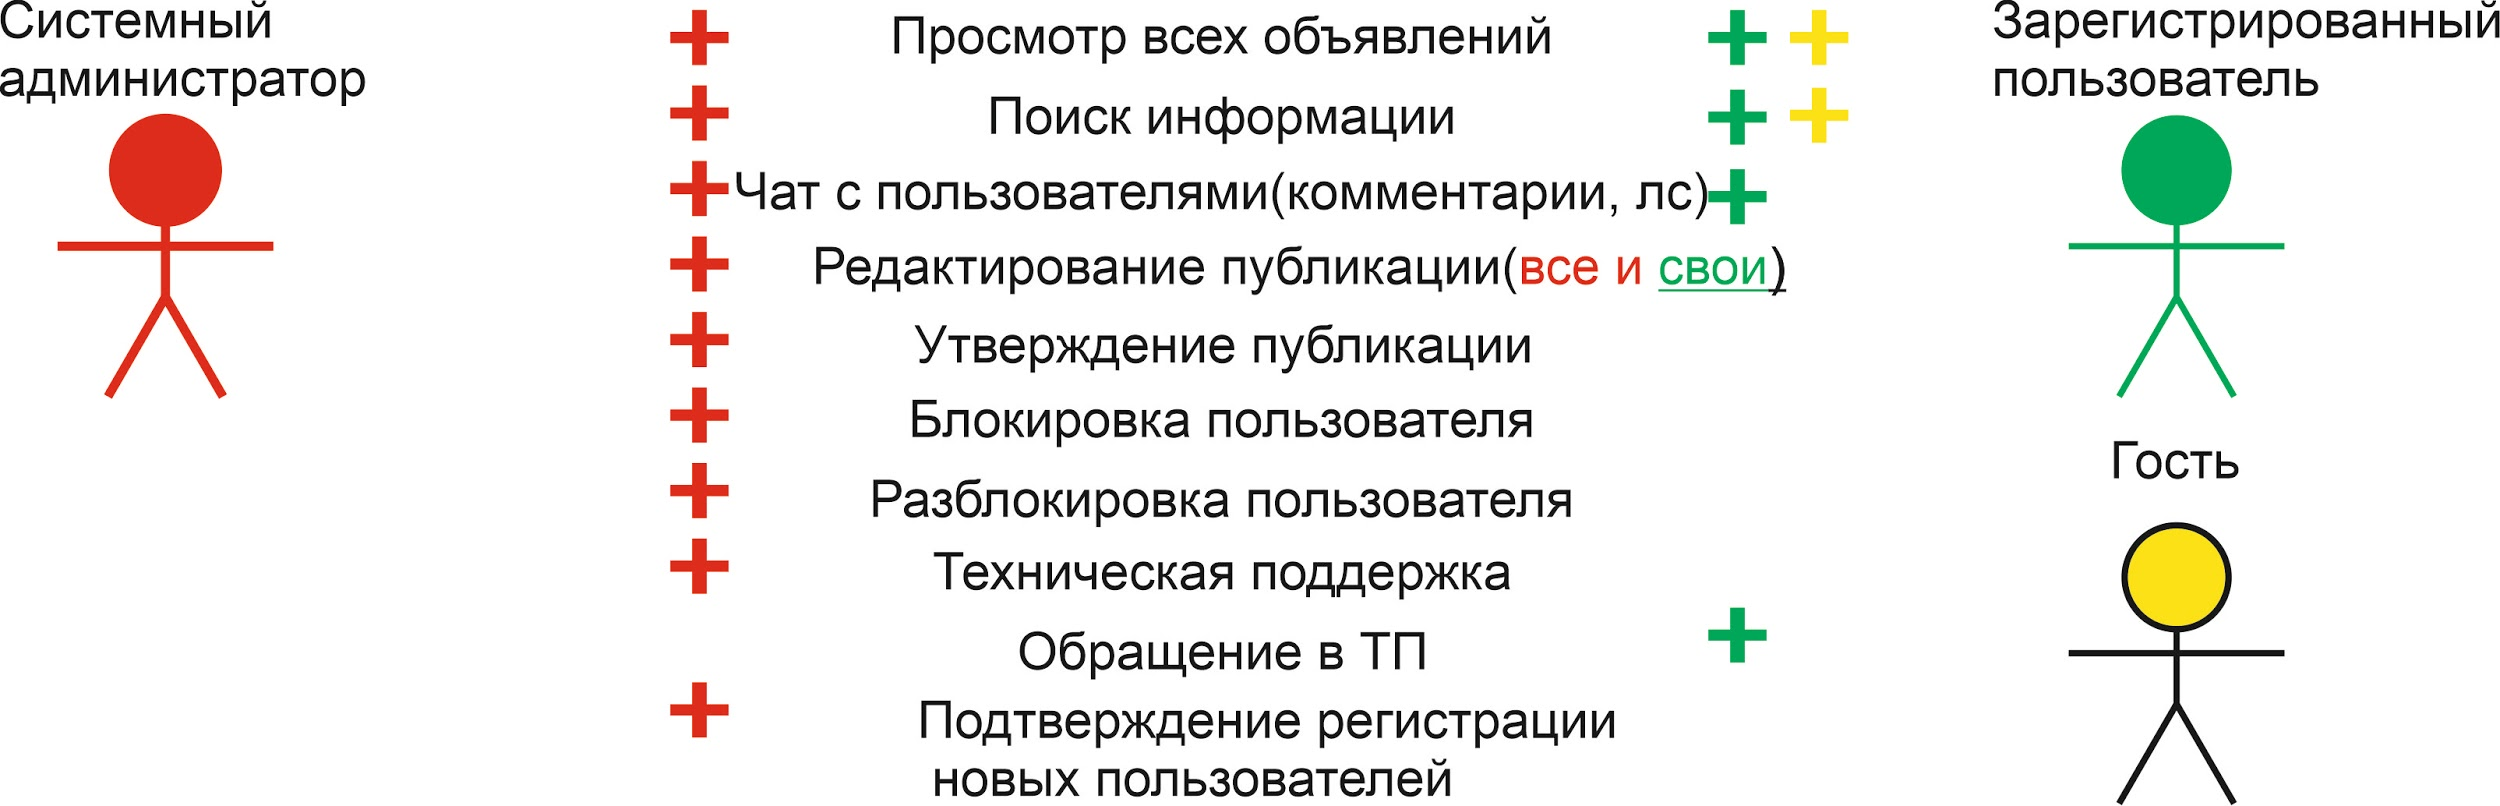 Системный
администратор
Просмотр всех объявлений
Поиск информации
Чат с пользователями(комментарии, лс)
Редактирование публикации(все и свои)
Утверждение публикации
Блокировка пользователя
Разблокировка пользователя
Техническая поддержка
Обращение в ТП
Подтверждение регистрации
новых пользователей
Зарегистрированный
пользователь
Гость